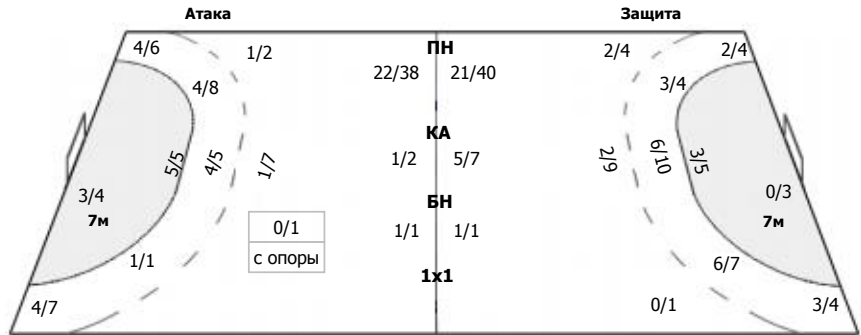 Атака
Защита
4/6
1/2
ПН
2/4
2/4
22/38
21/40
4/8
3/4
КА
5/5
4/5
1/7
1/2
5/7
2/9
6/10
3/5
3/4
7м
БН
0/3
7м
0/1
с опоры
1/1
1/1
1/1
6/7
1x1
4/7
0/1
3/4